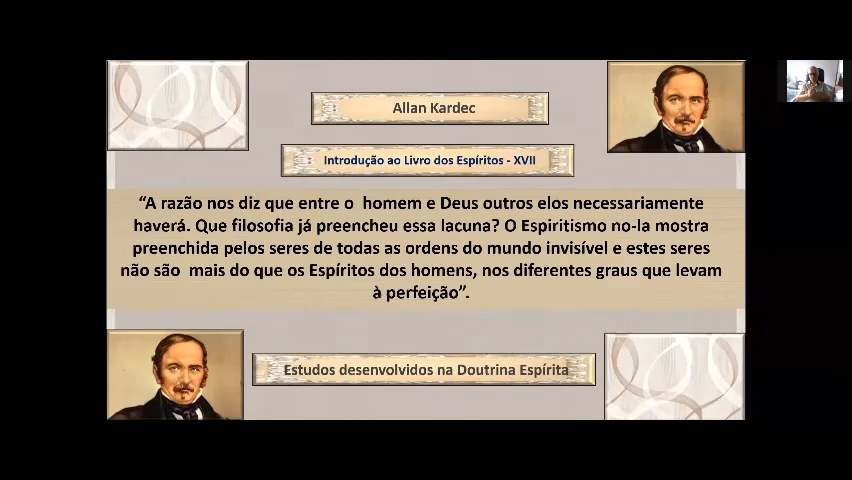 Allan Kardec
Introdução ao Livro dos Espíritos - XVII
“A razão nos diz que entre o homem e Deus outros elos necessariamente
haverá. Que filosofia já preencheu essa lacuna? O Espiritismo no-la mostra
preenchida pelos seres de todas as ordens do mundo invisível e estes seres
não são mais do que os Espíritos dos homens, nos diferentes graus que levam
à perfeição”.
Estudos desenvolvidos na Doutrina Espírita